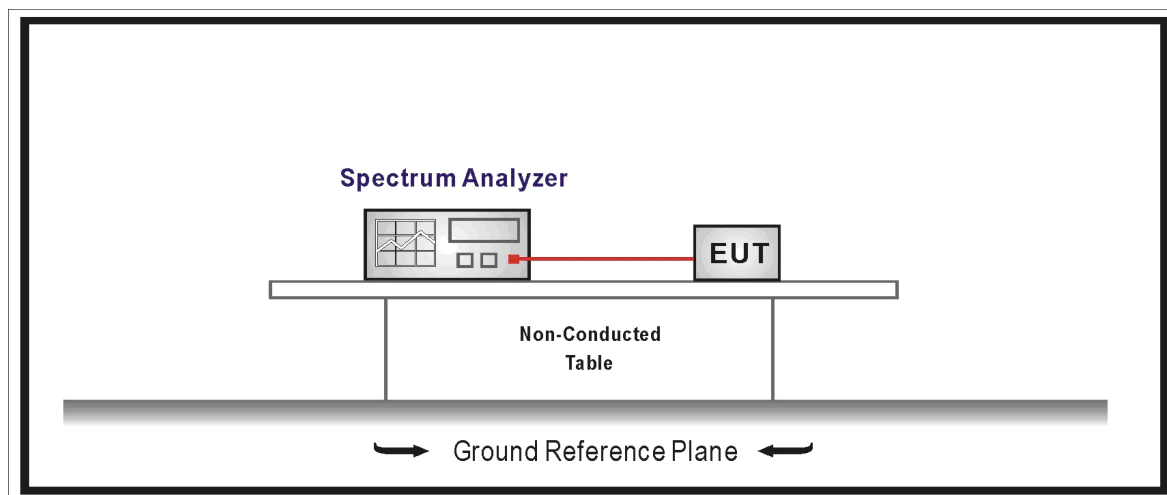 Spectrum Analyzer
EUT
Non-Conducted
Table
Ground Reference Plane